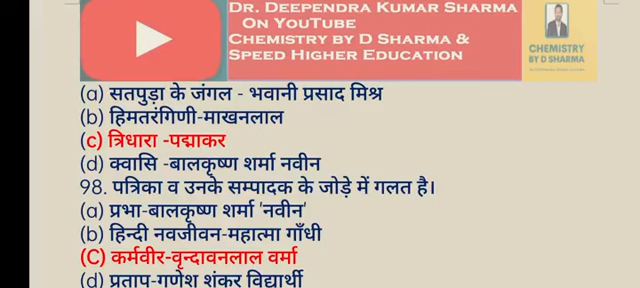 Dr. Deependra Kumar Sharma
On YouTube
Chemistry by D Sharma &
Speed Higher Education
CHEMISTRY
BY D SHARMA
(a) सतपुड़ा के जंगल - भवानी प्रसाद मिश्र
(b) हिमतरंगिणी-माखनलाल
(c) त्रिधारा -पद्माकर
(d) क्वासि -बालकृष्ण शर्मा नवीन
98. पत्रिका व उनके सम्पादक के जोड़े में गलत है।
(a) प्रभा-बालकृष्ण शर्मा 'नवीन'
(b) हिन्दी नवजीवन-महात्मा गाँधी
(C) कर्मवीर-वृन्दावनलाल वर्मा
(d) प्रताप-गणेश शंकर विद्यार्थी